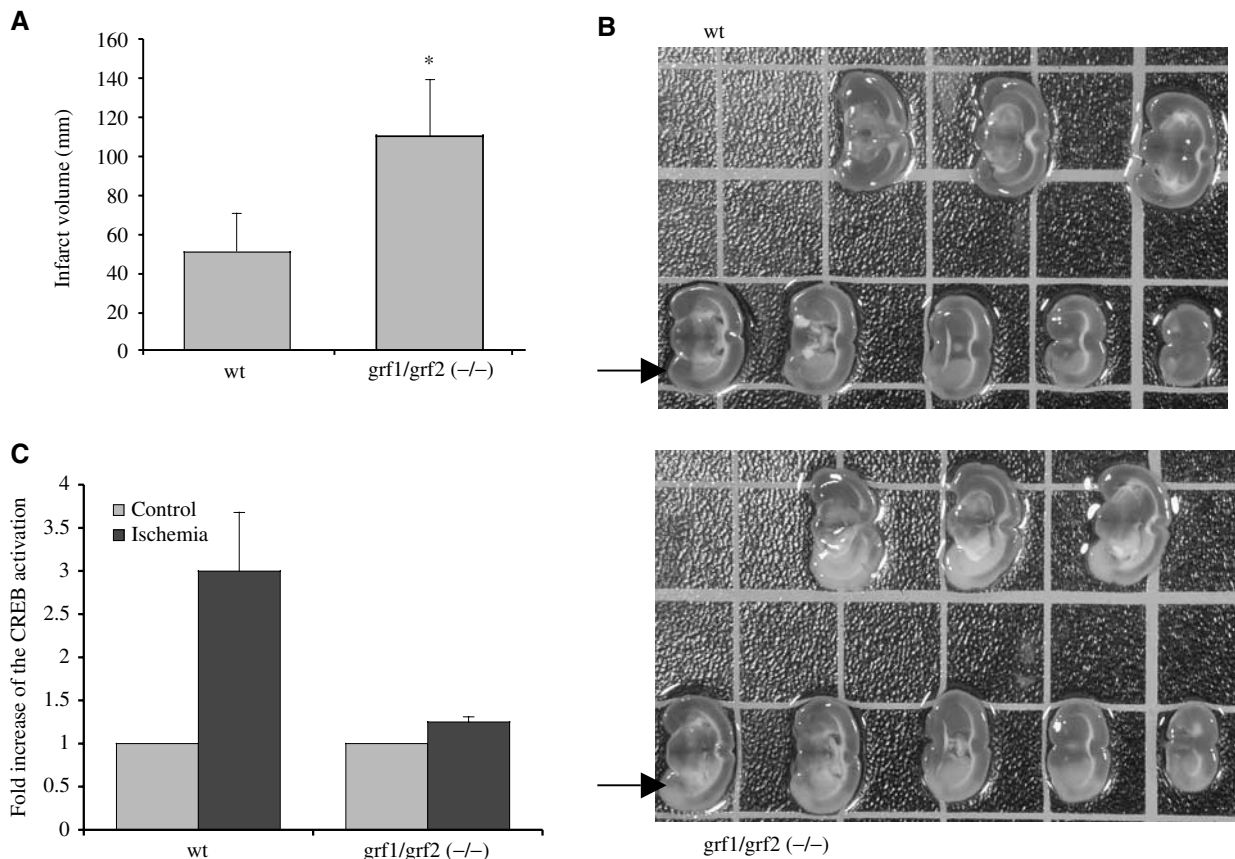 A
Infarct volume (mm)
160
140
120
100
80
60
40
20
0
*
wt
grf1/grf2 (−/−)
B
wt
grf1/grf2 (−/−)
C
Fold increase of the CREB activation
4
3.5
3
2.5
2
1.5
1
0.5
0
Control
Ischemia
wt
grf1/grf2 (−/−)